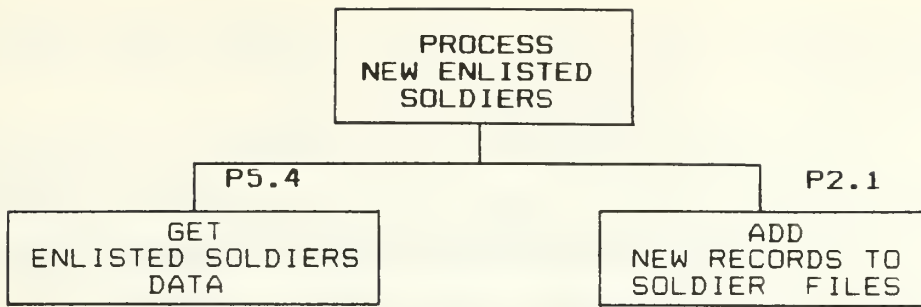 PROCESS
NEW ENLISTED
SOLDIERS
P5.4
P2.1
GET
ENLISTED SOLDIERS
DATA
ADD
NEW RECORDS TO
SOLDIER FILES